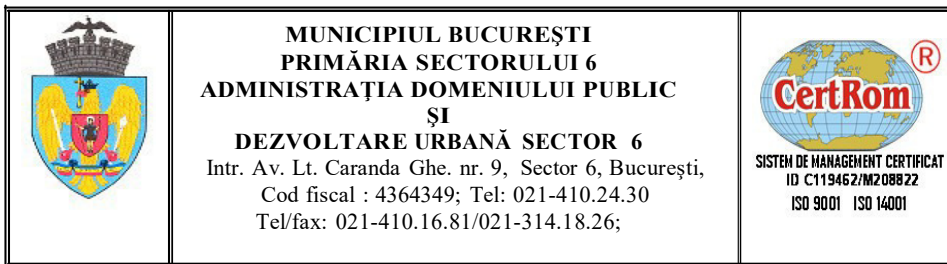 MUNICIPIUL BUCUREŞTI
PRIMĂRIA SECTORULUI 6
ADMINISTRAŢIA DOMENIULUI PUBLIC
ŞI
DEZVOLTARE URBANĂ SECTOR 6
Intr. Av. Lt. Caranda Ghe. nr. 9, Sector 6, Bucureşti,
Cod fiscal : 4364349; Tel: 021-410.24.30
Tel/fax: 021-410.16.81/021-314.18.26;
R
CertRom
SISTEM DE MANAGEMENT CERTIFICAT
ID C119462/M208822
ISO 9001 ISO 14001